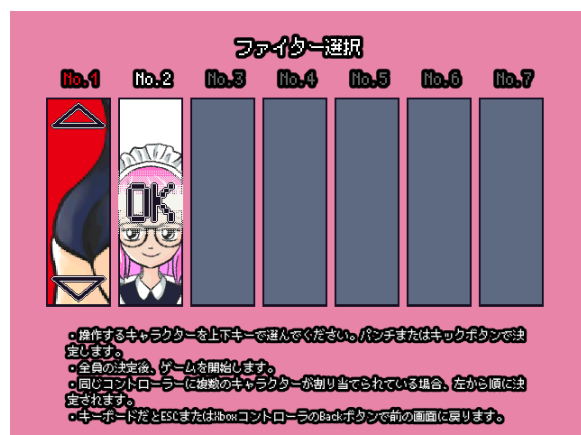 ファイター選択
No.1 No.2 No.3 No.4 No.5 No.6 No.7
OK
・操作するキャラクターを上下キーで選んでください。パンチまたはキックボタンで決
定します。
・全員の決定後、ゲームを開始します。
・同じコントローラーに複数のキャラクターが割り当てられている場合、左から順に決
定されます。
・キーボードだとESCまたはXboxコントローラのBackボタンで前の画面に戻ります。